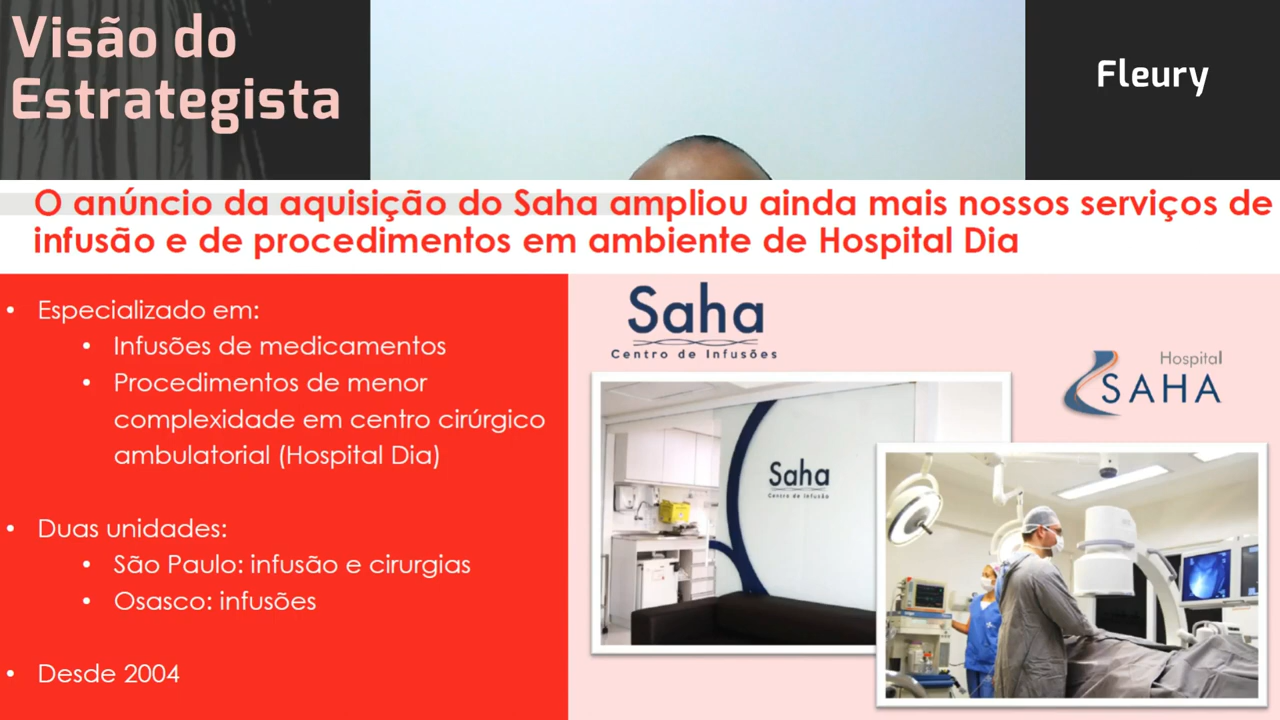 Visão do
Estrategista
Fleury
O anúncio da aquisição do Saha ampliou ainda mais nossos serviços de
infusão e de procedimentos em ambiente de Hospital Dia
• Especializado em:
• Infusões de medicamentos
• Procedimentos de menor
complexidade em centro cirúrgico
ambulatorial (Hospital Dia)
• Duas unidades:
• São Paulo: infusão e cirurgias
• Osasco: infusões
• Desde 2004
Saha
Centro de Infusões
Hospital
SAHA
Saha
Centro de Infusão